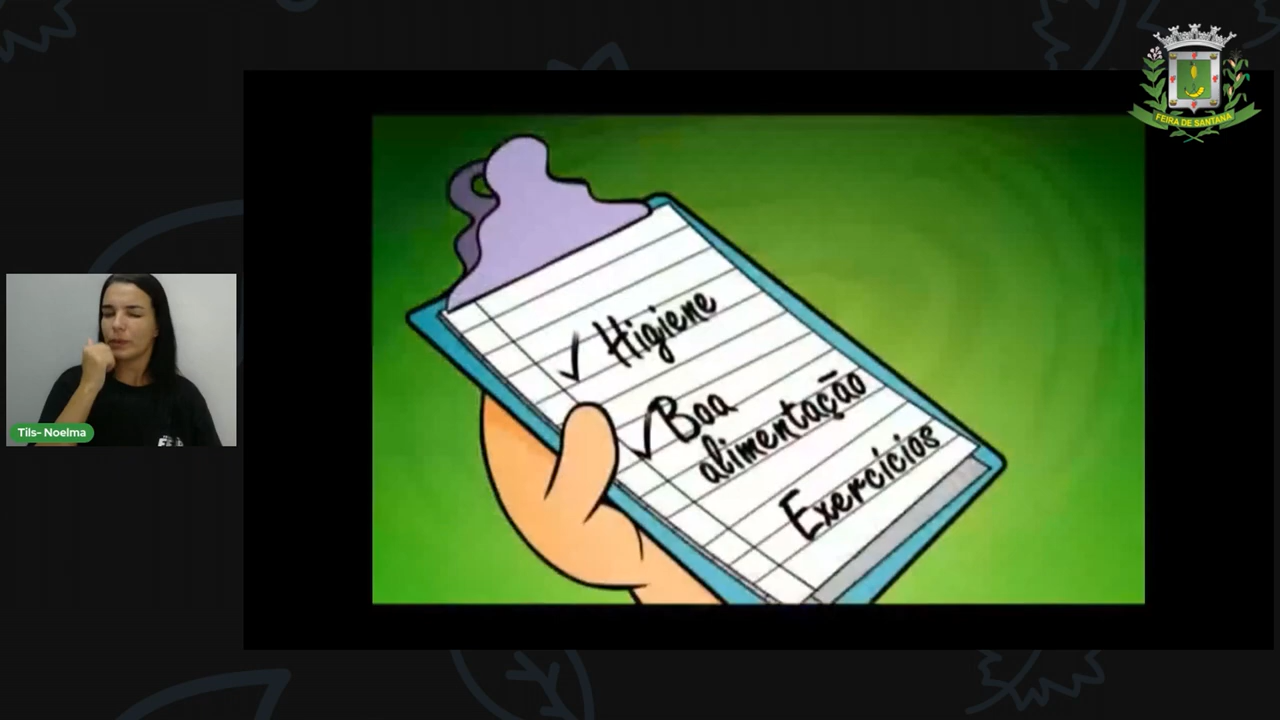 FEIRA DE SANTANA
✓ Higiene
✓ Boa
alimentação
Exercícios
Tils- Noelma